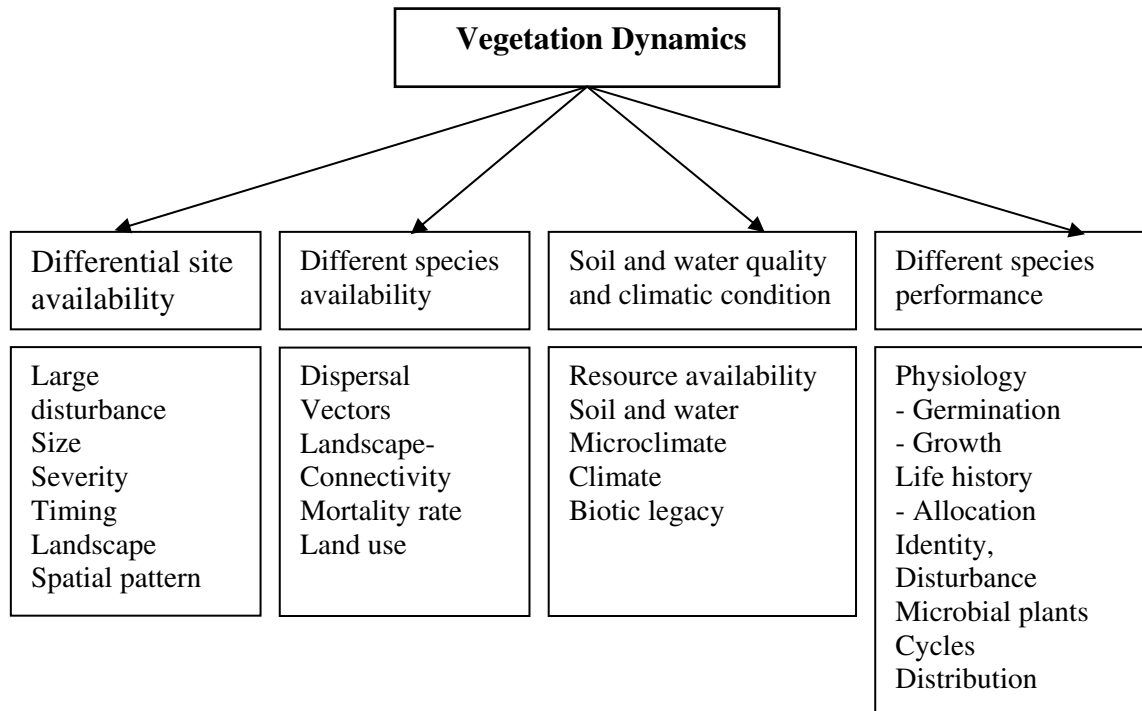 Vegetation Dynamics
Differential site
availability
Different species
availability
Soil and water quality
and climatic condition
Different species
performance
Large
disturbance
Size
Severity
Timing
Landscape
Spatial pattern
Dispersal
Vectors
Landscape-
Connectivity
Mortality rate
Land use
Resource availability
Soil and water
Microclimate
Climate
Biotic legacy
Physiology
- Germination
- Growth
Life history
- Allocation
Identity,
Disturbance
Microbial plants
Cycles
Distribution